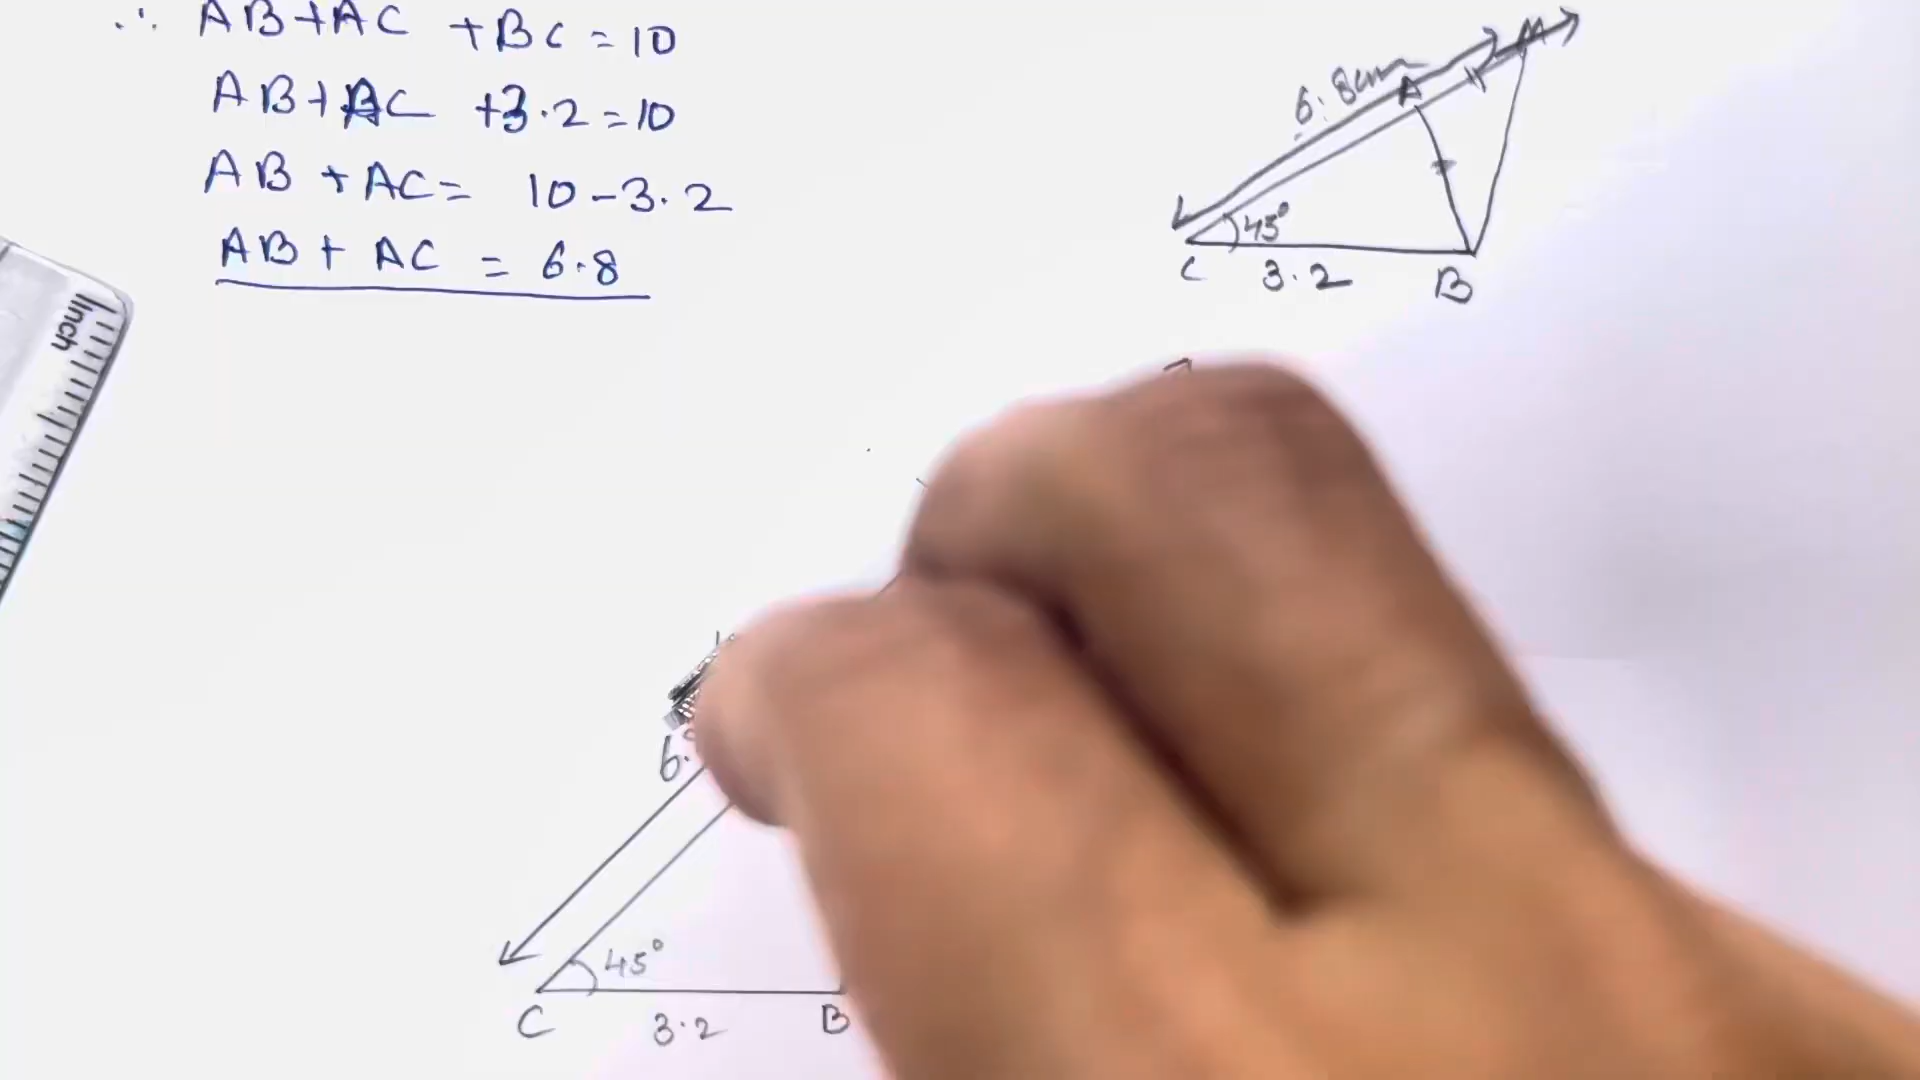 ∴ AB+AC +BC = 10
AB+AC +3.2 = 10
AB + AC = 10 - 3.2
AB + AC = 6.8
Inch
6.8cm
A
M
45°
C
3.2
B
6.
45°
C
3.2
B